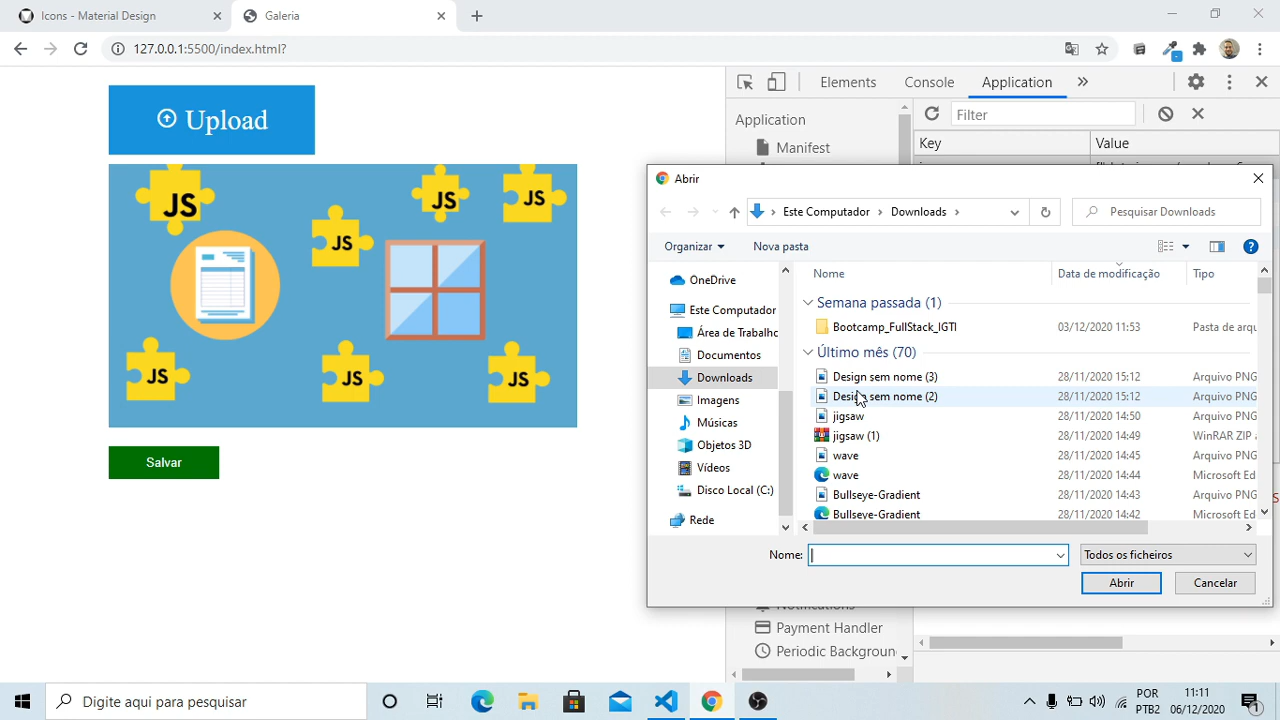 Icons - Material Design
Galeria
127.0.0.1:5500/index.html?
Upload
JS
JS
JS
JS
JS
JS
JS
Salvar
Elements
Console
Application
Filter
Application
Manifest
Key
Value
Abrir
Este Computador
Downloads
Pesquisar Downloads
Organizar
Nova pasta
OneDrive
Este Computador
Área de Trabalho
Documentos
Downloads
Imagens
Músicas
Objetos 3D
Vídeos
Disco Local (C:)
Rede
Nome
Data de modificação
Tipo
Semana passada (1)
Bootcamp_FullStack_IGTI 03/12/2020 11:53 Pasta de arqu
Último mês (70)
Design sem nome (3) 28/11/2020 15:12 Arquivo PNG
Design sem nome (2) 28/11/2020 15:12 Arquivo PNG
jigsaw 28/11/2020 14:50 Arquivo PNG
jigsaw (1) 28/11/2020 14:49 WinRAR ZIP
wave 28/11/2020 14:45 Arquivo PNG
wave 28/11/2020 14:44 Microsoft Ed
Bullseye-Gradient 28/11/2020 14:43 Arquivo PNG
Bullseye-Gradient 28/11/2020 14:42 Microsoft Ed
Nome:
Todos os ficheiros
Abrir
Cancelar
Payment Handler
Periodic Backgroun
Digite aqui para pesquisar
POR
PTB2
11:11
06/12/2020
1